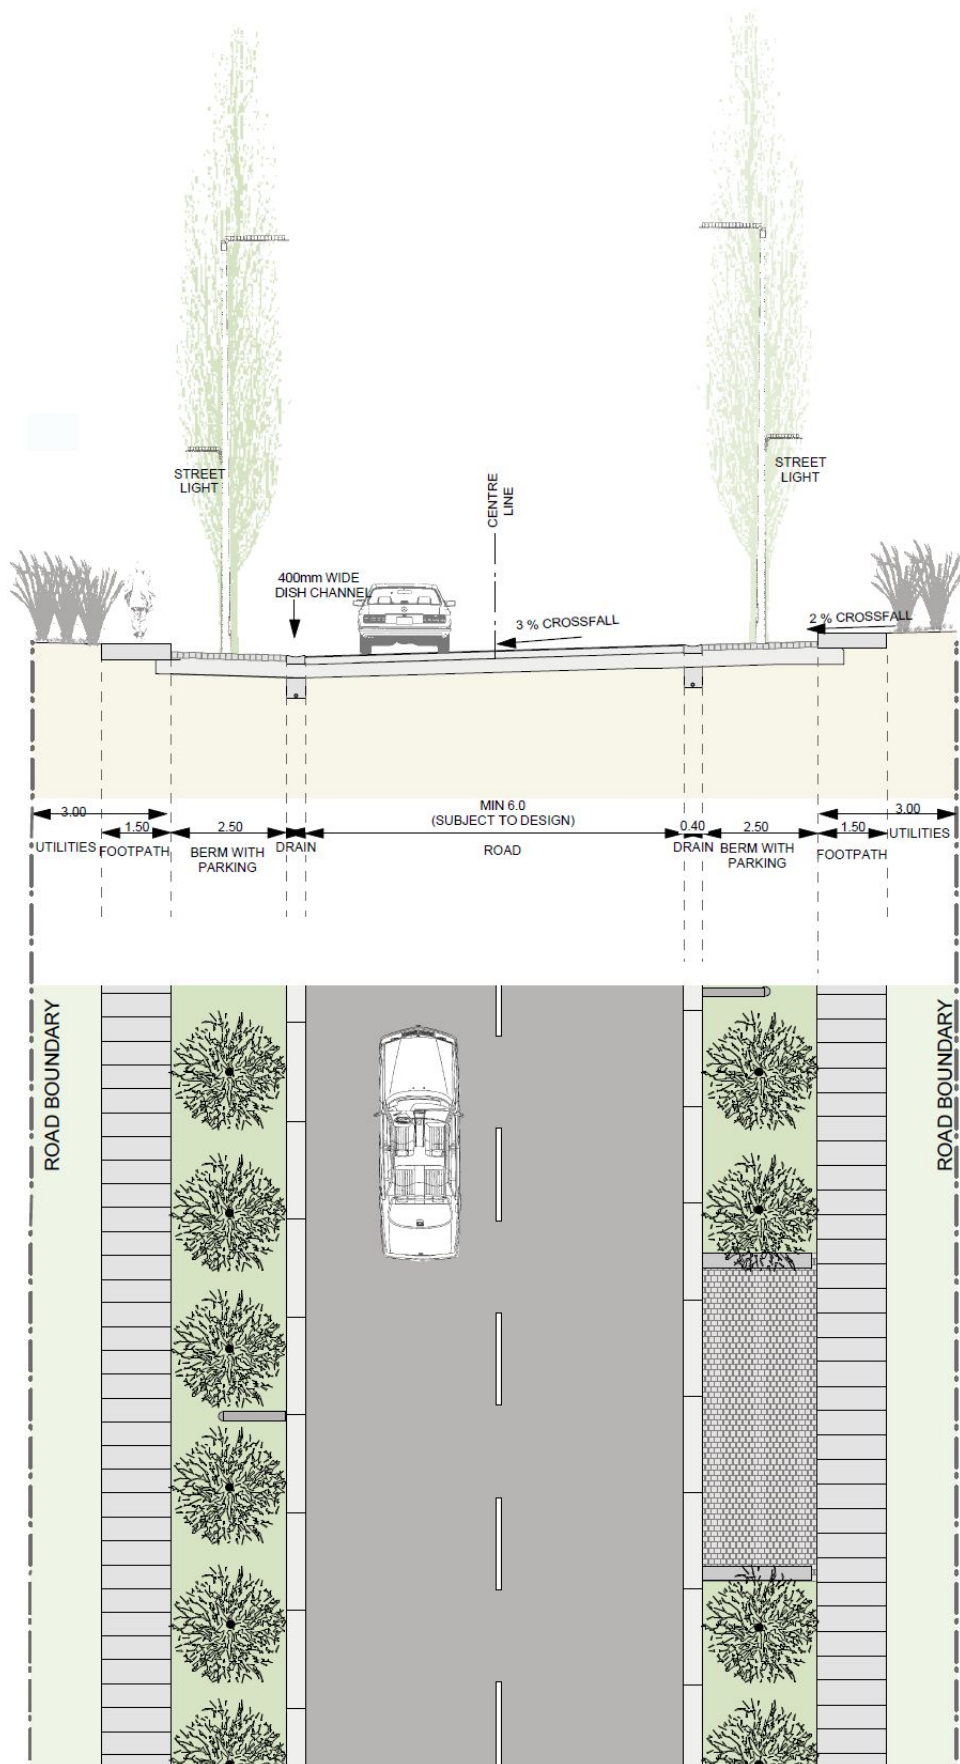 STREET
LIGHT
STREET
LIGHT
CENTRE
LINE
400mm WIDE
DISH CHANNEL
3 % CROSSFALL
2 % CROSSFALL
3.00
MIN 6.0
(SUBJECT TO DESIGN)
3.00
1.50
2.50
0.40
2.50
1.50
UTILITIES
FOOTPATH
BERM WITH
PARKING
DRAIN
ROAD
DRAIN
BERM WITH
PARKING
FOOTPATH
UTILITIES
ROAD BOUNDARY
ROAD BOUNDARY